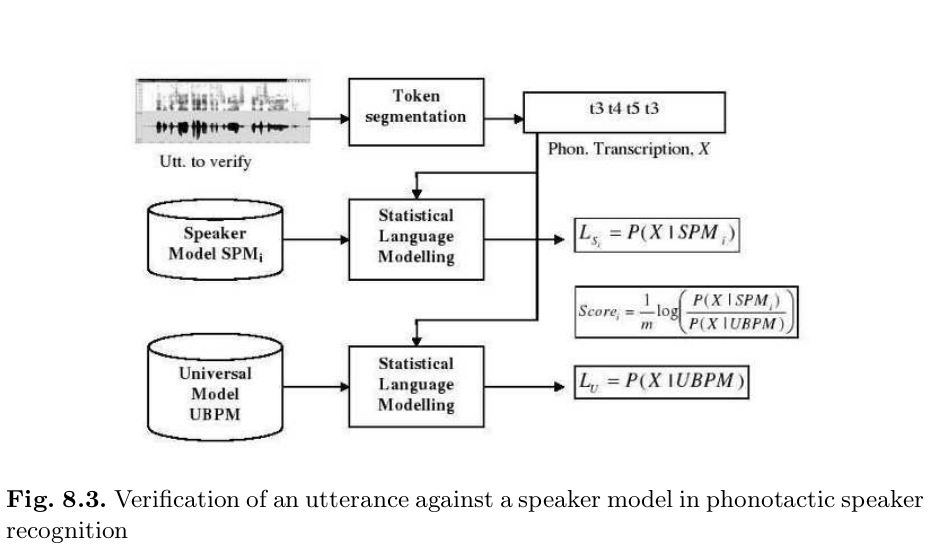 Token
segmentation
t3 t4 t5 t3
Utt. to verify
Phon. Transcription, X
Speaker
Model SPMi
Statistical
Language
Modelling
L_{S_i} = P(X | SPM_i)
Score_i = \frac{1}{m} log( \frac{P(X | SPM_i)}{P(X | UBPM)} )
Universal
Model
UBPM
Statistical
Language
Modelling
L_U = P(X | UBPM)
Fig. 8.3. Verification of an utterance against a speaker model in phonotactic speaker
recognition